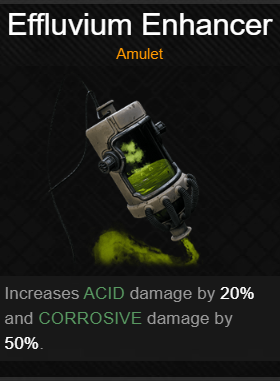 Effluvium Enhancer
Amulet
Increases ACID damage by 20%
and CORROSIVE damage by
50%.